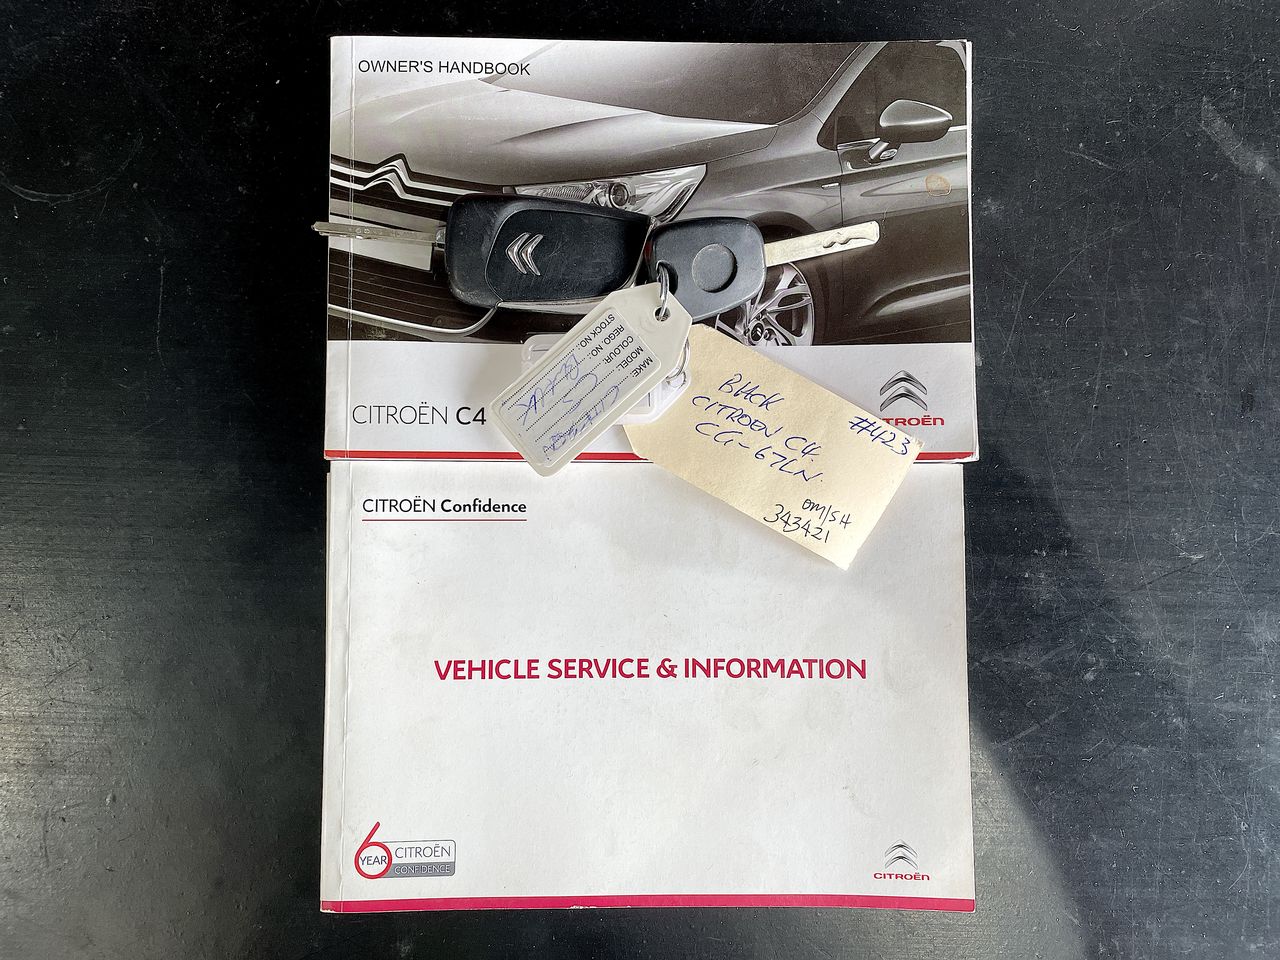 OWNER'S HANDBOOK
CITROËN C4
CITROËN
MAKE:
MODEL:
COLOUR:
REGO. NO:
STOCK NO:
#423
BLACK
CITROEN C4.
CG-67LN.
OM/SH
343421
CITROËN Confidence
VEHICLE SERVICE & INFORMATION
6 YEAR
CITROËN
CONFIDENCE
CITROËN